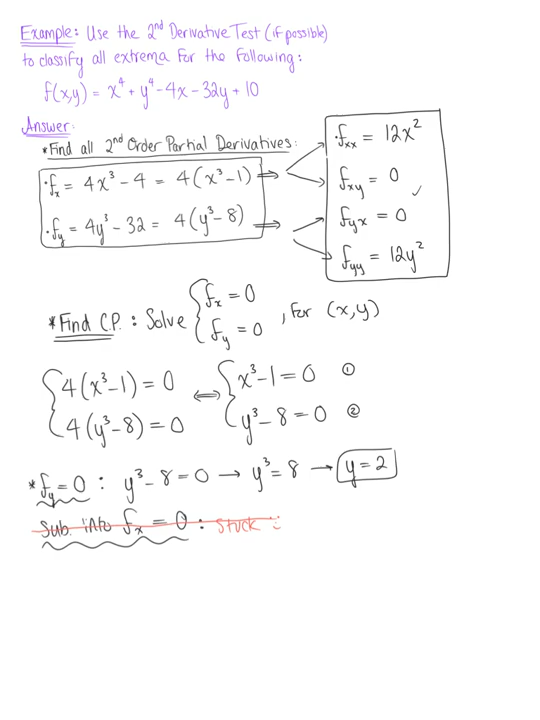 Example: Use the 2nd Derivative Test (if possible)
to classify all extrema for the following:
f(x,y) = x⁴ + y⁴ - 4x - 32y + 10
Answer:
*Find all 2nd Order Partial Derivatives:
·fₓ = 4x³ - 4 = 4(x³ - 1) ⟹
·f_y = 4y³ - 32 = 4(y³ - 8) ⟹
·fₓₓ = 12x²
fₓy = 0 ✓
fyₓ = 0
fyy = 12y²
*Find C.P.: Solve { fₓ = 0
f_y = 0 , for (x,y)
{ 4(x³ - 1) = 0 ⟺ { x³ - 1 = 0 ①
4(y³ - 8) = 0 y³ - 8 = 0 ②
*f_y = 0 : y³ - 8 = 0 → y³ = 8 → y = 2
Sub. into fₓ = 0 : stuck :